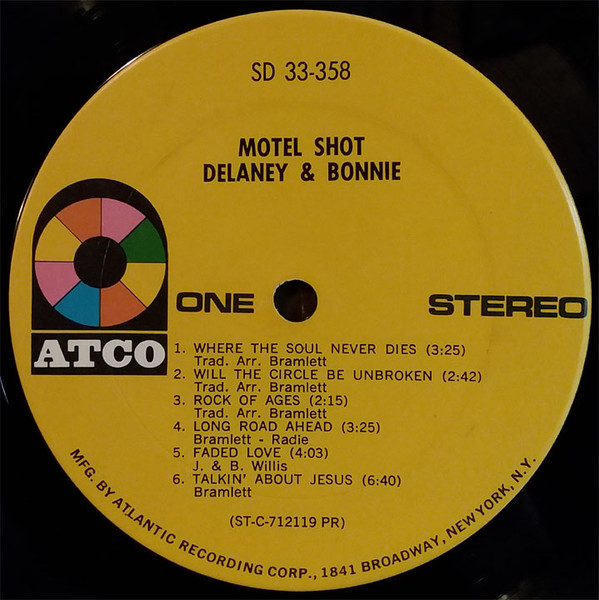 SD 33-358
MOTEL SHOT
DELANEY & BONNIE
ATCO
ONE
STEREO
1. WHERE THE SOUL NEVER DIES (3:25)
Trad. Arr. Bramlett
2. WILL THE CIRCLE BE UNBROKEN (2:42)
Trad. Arr. Bramlett
3. ROCK OF AGES (2:15)
Trad. Arr. Bramlett
4. LONG ROAD AHEAD (3:25)
Bramlett - Radie
5. FADED LOVE (4:03)
J. & B. Willis
6. TALKIN' ABOUT JESUS (6:40)
Bramlett
(ST-C-712119 PR)
MFG. BY ATLANTIC RECORDING CORP., 1841 BROADWAY, NEW YORK, N.Y.